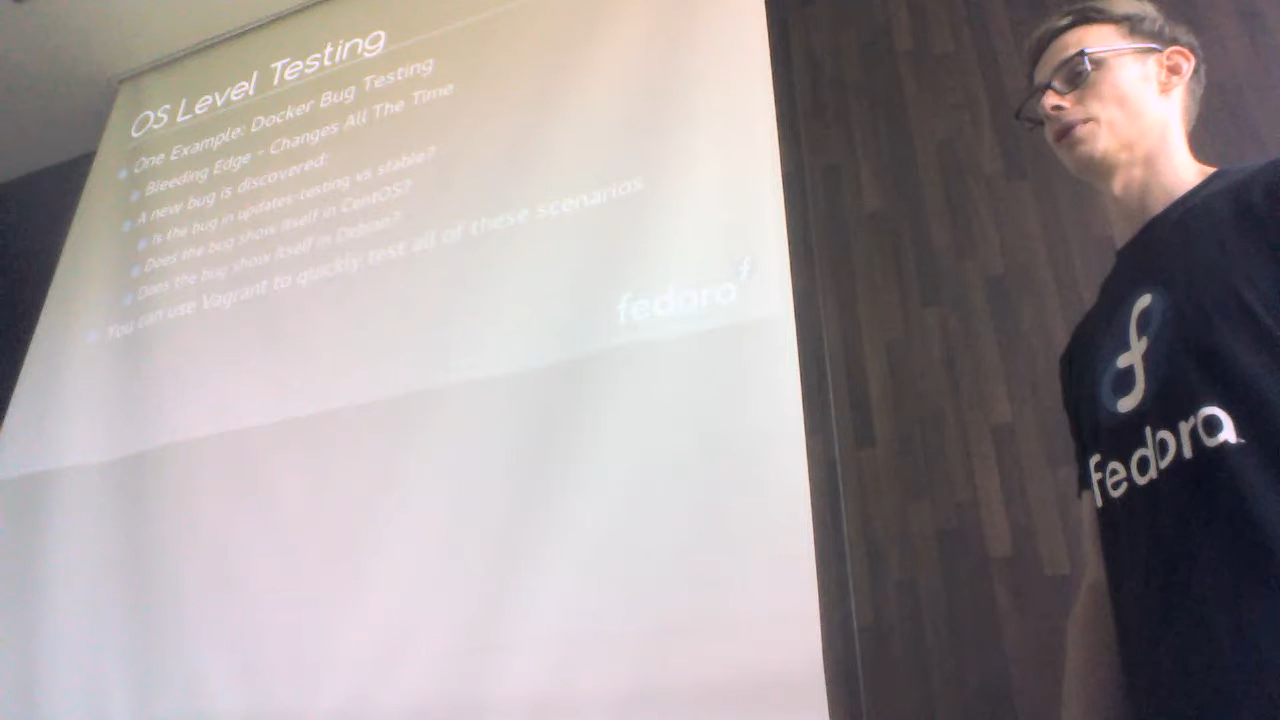 OS Level Testing
One Example: Docker Bug Testing
Bleeding Edge - Changes All The Time
A new bug is discovered:
Is the bug in updates-testing vs stable?
Does the bug show itself in CentOS?
Does the bug show itself in Debian?
You can use Vagrant to quickly test all of these scenarios
fedora f
f
fedora